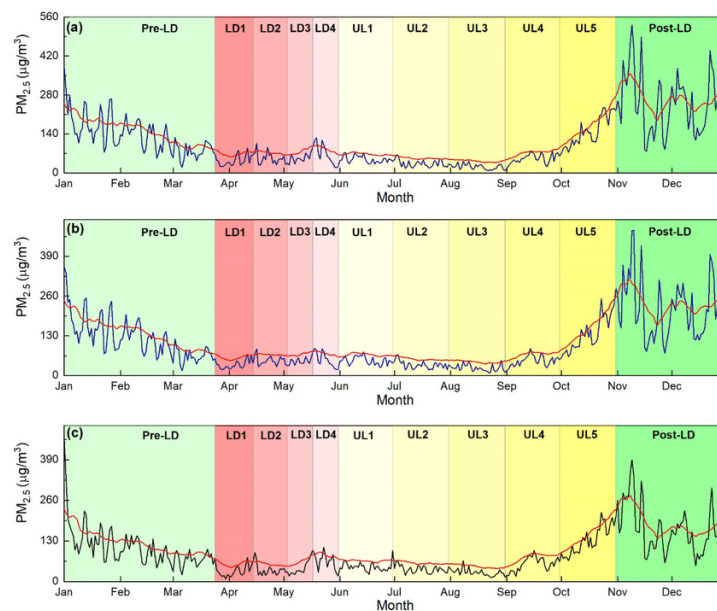 (a) Pre-LD LD1 LD2 LD3 LD4 UL1 UL2 UL3 UL4 UL5 Post-LD
PM2.5 (μg/m³)
560
420
280
140
0
Jan Feb Mar Apr May Jun Jul Aug Sep Oct Nov Dec
Month
(b) Pre-LD LD1 LD2 LD3 LD4 UL1 UL2 UL3 UL4 UL5 Post-LD
PM2.5 (μg/m³)
390
260
130
0
Jan Feb Mar Apr May Jun Jul Aug Sep Oct Nov Dec
Month
(c) Pre-LD LD1 LD2 LD3 LD4 UL1 UL2 UL3 UL4 UL5 Post-LD
PM2.5 (μg/m³)
390
260
130
0
Jan Feb Mar Apr May Jun Jul Aug Sep Oct Nov Dec
Month